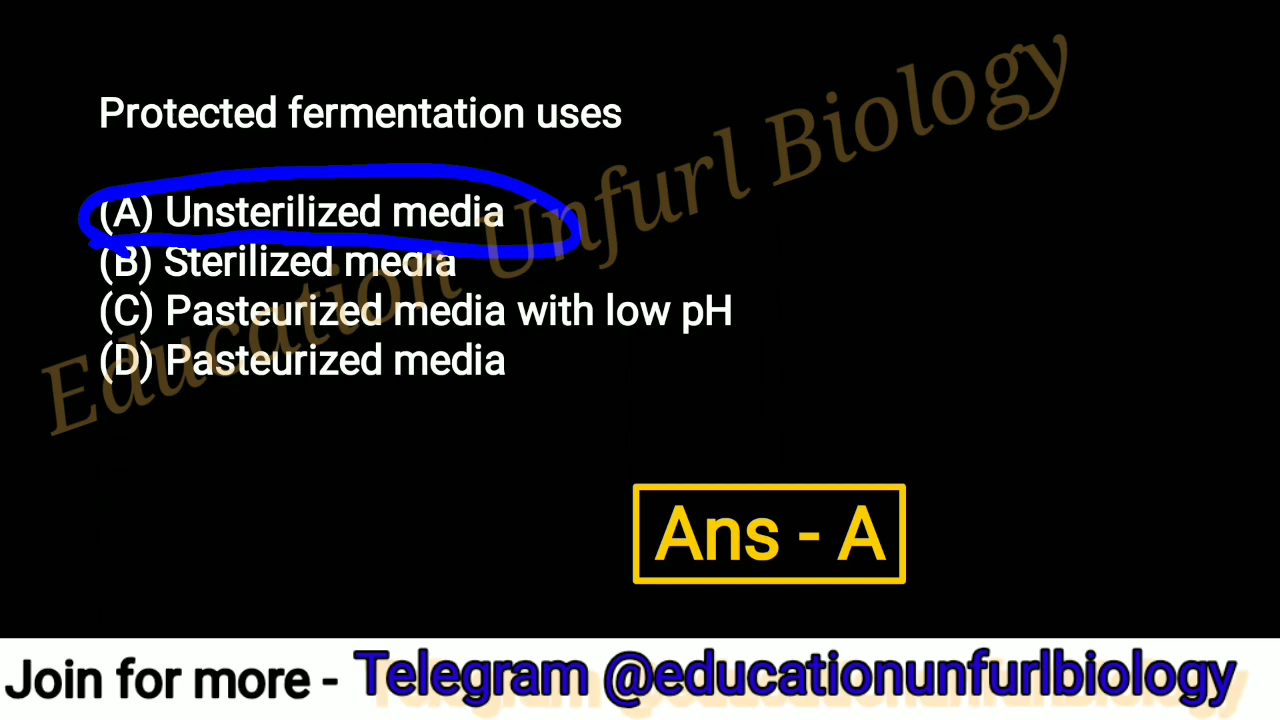 Protected fermentation uses
(A) Unsterilized media
(B) Sterilized media
(C) Pasteurized media with low pH
(D) Pasteurized media
Education Unfurl Biology
Ans - A
Join for more - Telegram @educationunfurlbiology